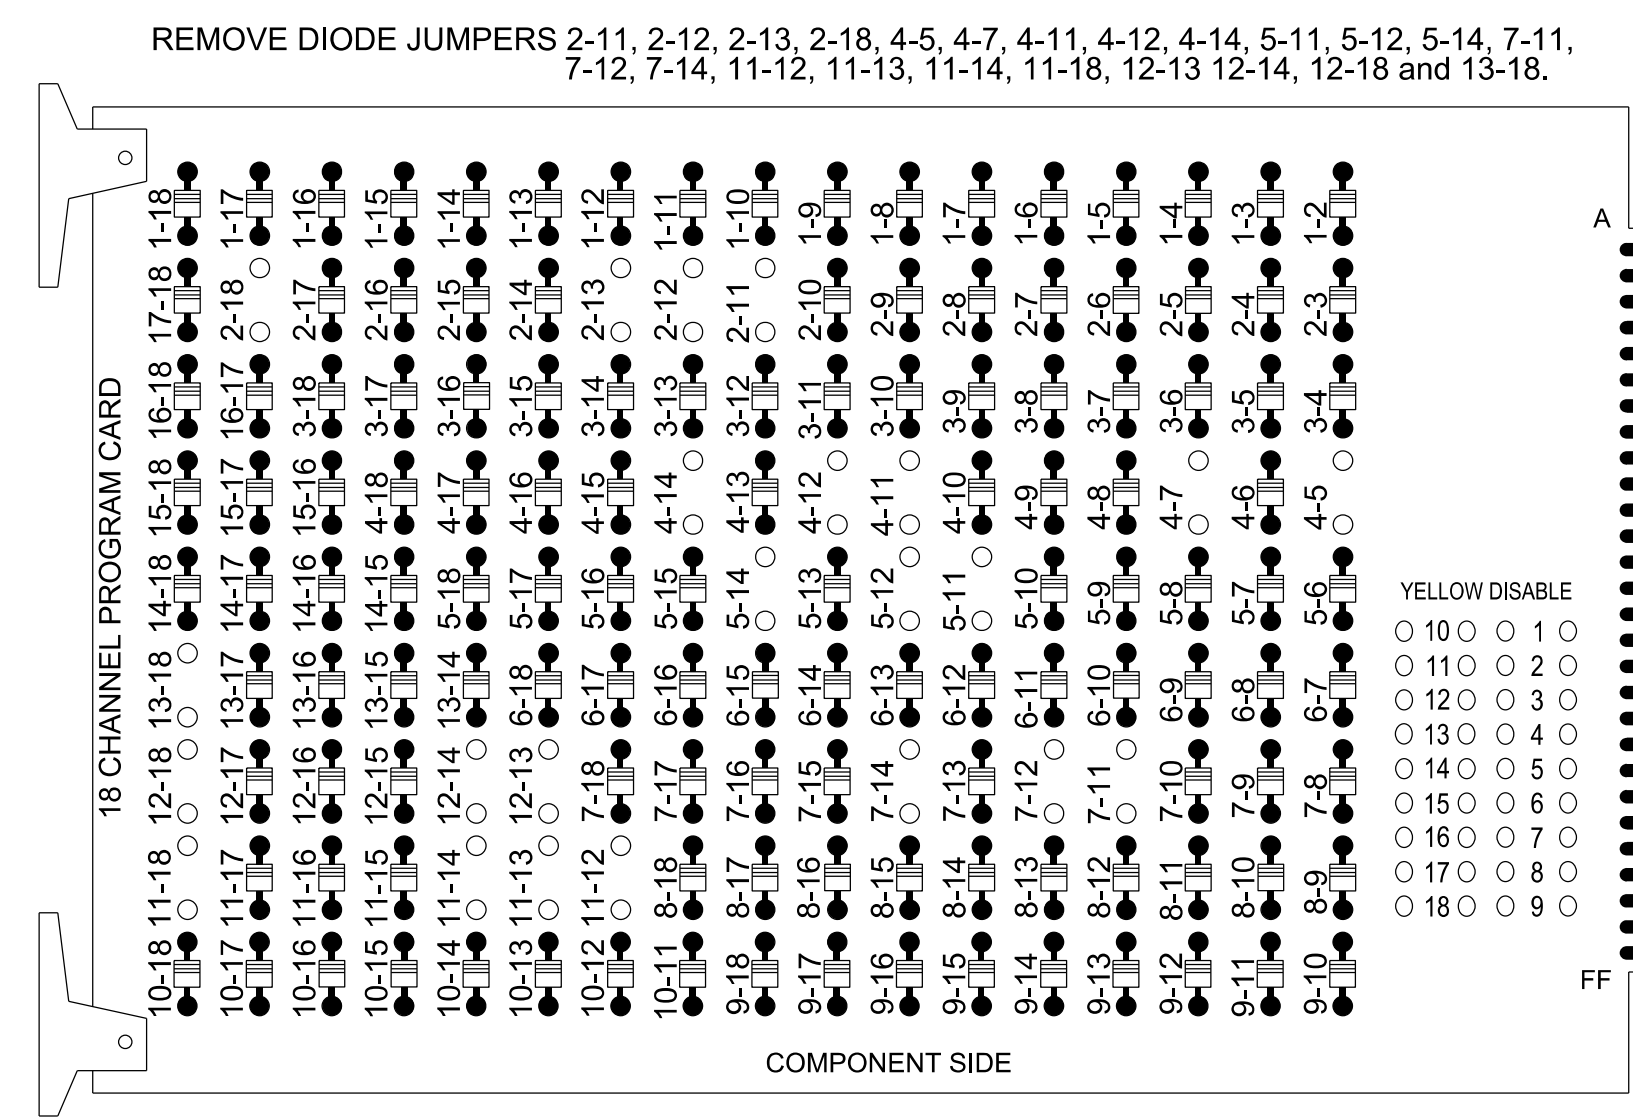 REMOVE DIODE JUMPERS 2-11, 2-12, 2-13, 2-18, 4-5, 4-7, 4-11, 4-12, 4-14, 5-11, 5-12, 5-14, 7-11,
7-12, 7-14, 11-12, 11-13, 11-14, 11-18, 12-13 12-14, 12-18 and 13-18.
18 CHANNEL PROGRAM CARD
1-18 1-17 1-16 1-15 1-14 1-13 1-12 1-11 1-10 1-9 1-8 1-7 1-6 1-5 1-4 1-3 1-2
17-18 2-18 2-17 2-16 2-15 2-14 2-13 2-12 2-11 2-10 2-9 2-8 2-7 2-6 2-5 2-4 2-3
16-18 16-17 3-18 3-17 3-16 3-15 3-14 3-13 3-12 3-11 3-10 3-9 3-8 3-7 3-6 3-5 3-4
15-18 15-17 15-16 4-18 4-17 4-16 4-15 4-14 4-13 4-12 4-11 4-10 4-9 4-8 4-7 4-6 4-5
14-18 14-17 14-16 14-15 5-18 5-17 5-16 5-15 5-14 5-13 5-12 5-11 5-10 5-9 5-8 5-7 5-6
13-18 13-17 13-16 13-15 13-14 6-18 6-17 6-16 6-15 6-14 6-13 6-12 6-11 6-10 6-9 6-8 6-7
12-18 12-17 12-16 12-15 12-14 12-13 7-18 7-17 7-16 7-15 7-14 7-13 7-12 7-11 7-10 7-9 7-8
11-18 11-17 11-16 11-15 11-14 11-13 11-12 8-18 8-17 8-16 8-15 8-14 8-13 8-12 8-11 8-10 8-9
10-18 10-17 10-16 10-15 10-14 10-13 10-12 10-11 9-18 9-17 9-16 9-15 9-14 9-13 9-12 9-11 9-10
A
YELLOW DISABLE
10 1
11 2
12 3
13 4
14 5
15 6
16 7
17 8
18 9
FF
COMPONENT SIDE